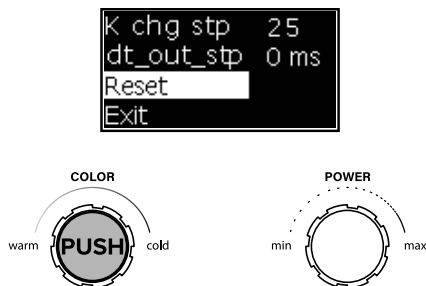 K chg stp 25
dt_out_stp 0 ms
Reset
Exit
COLOR
POWER
warm PUSH cold
min max